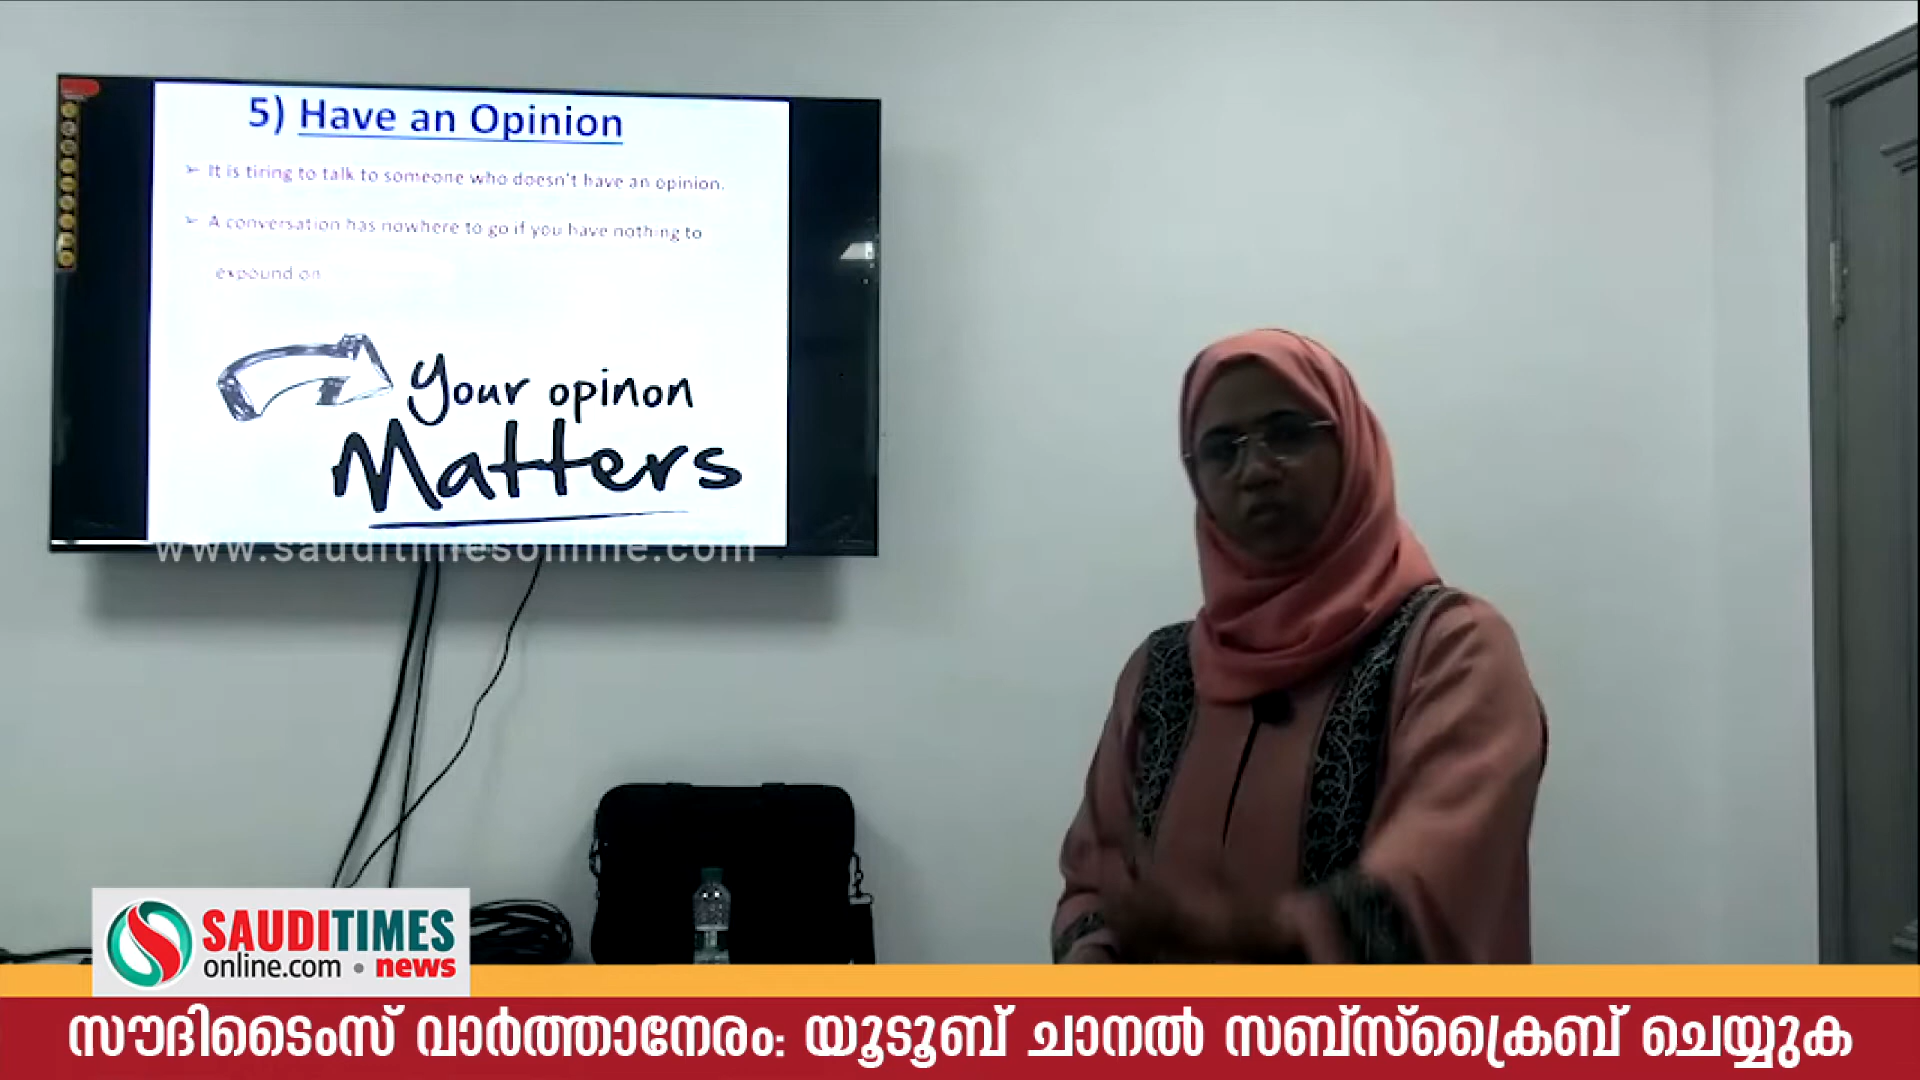 5) Have an Opinion
➢ It is tiring to talk to someone who doesn't have an opinion.
➢ A conversation has nowhere to go if you have nothing to
expound on
Your opinon
Matters
www.sauditimesonline.com
SAUDITIMES
online.com • news
സൗദിടൈംസ് വാർത്താനേരം: യൂടൂബ് ചാനൽ സബ്സ്ക്രൈബ് ചെയ്യുക